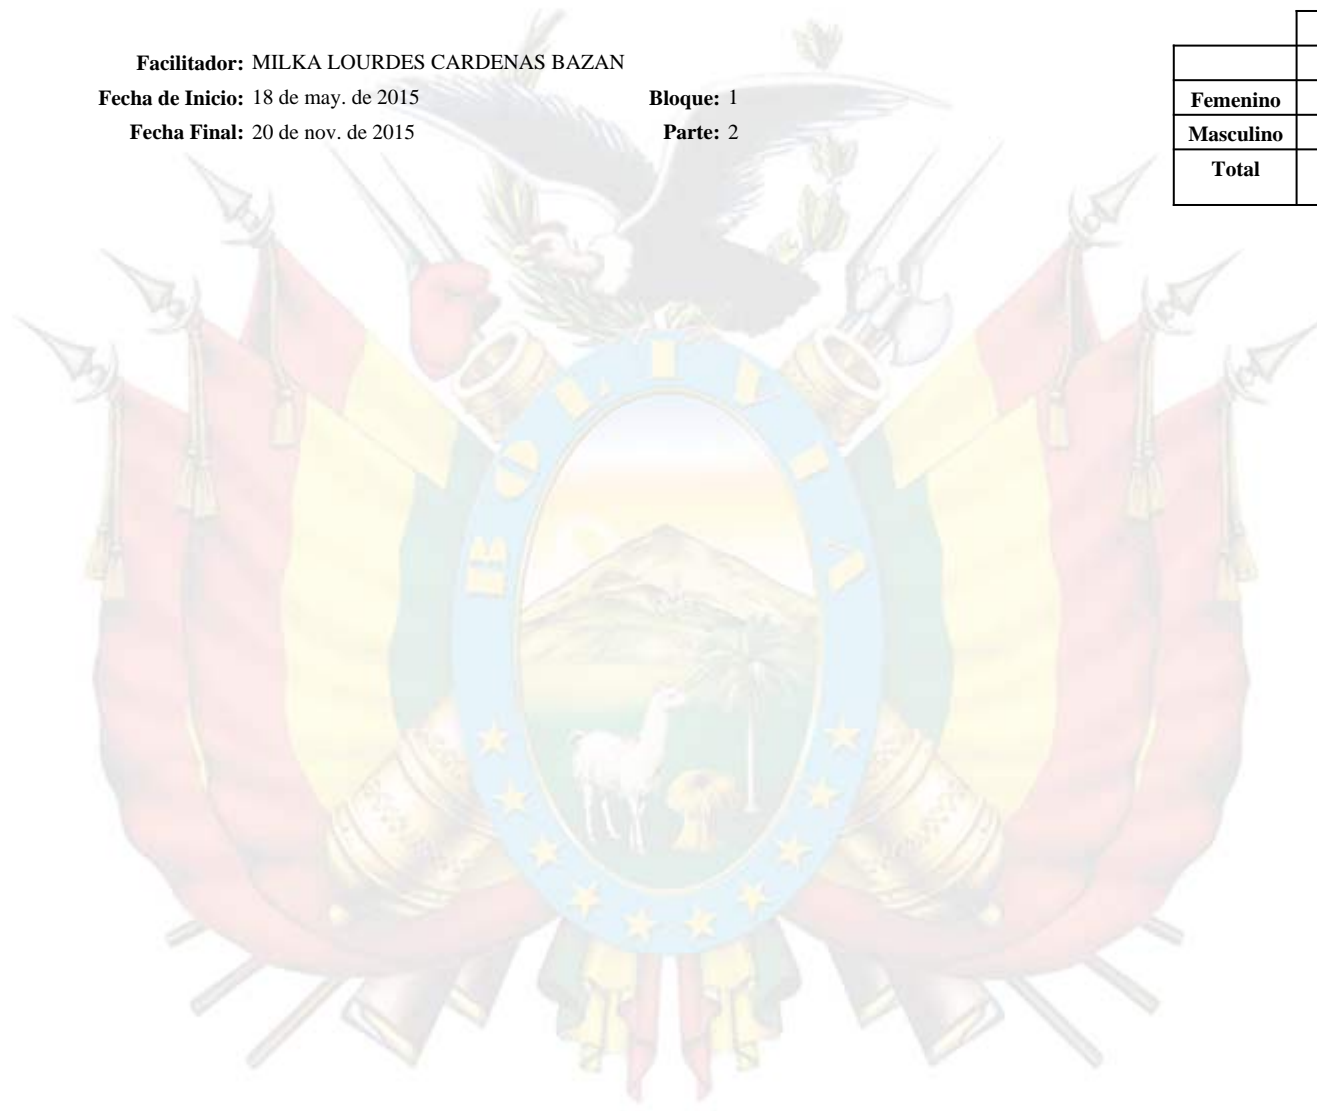 Facilitador: MILKA LOURDES CARDENAS BAZAN
Fecha de Inicio: 18 de may. de 2015 Bloque: 1
Fecha Final: 20 de nov. de 2015 Parte: 2
Femenino
Masculino
Total
BOLIVIA